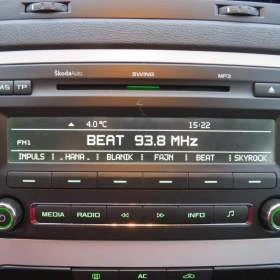 ŠkodaAuto SWING MP3
AS TP
▲ 4.0°C 15:22
FM1 BEAT 93.8 MHz
IMPULS .HANA. BLANIK FAJN BEAT SKYROCK
MEDIA RADIO INFO
AC